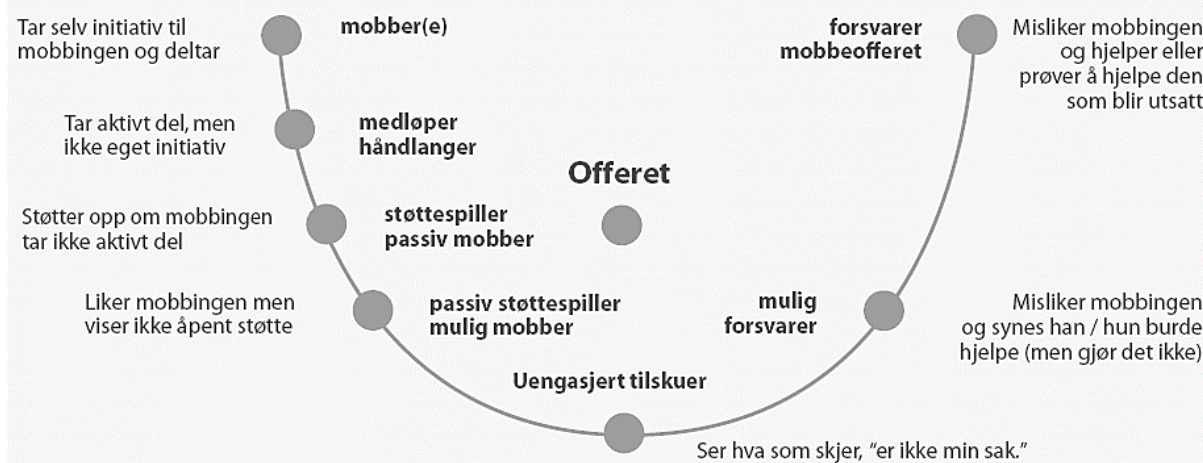 Tar selv initiativ til
mobbingen og deltar
mobber(e)
forsvarer
mobbeofferet
Misliker mobbingen
og hjelper eller
prøver å hjelpe den
som blir utsatt
Tar aktivt del, men
ikke eget initiativ
medløper
håndlanger
Offeret
Støtter opp om mobbingen
tar ikke aktivt del
støttespiller
passiv mobber
Liker mobbingen men
viser ikke åpent støtte
passiv støttespiller
mulig mobber
mulig
forsvarer
Misliker mobbingen
og synes han / hun burde
hjelpe (men gjør det ikke)
Uengasjert tilskuer
Ser hva som skjer, “er ikke min sak.”